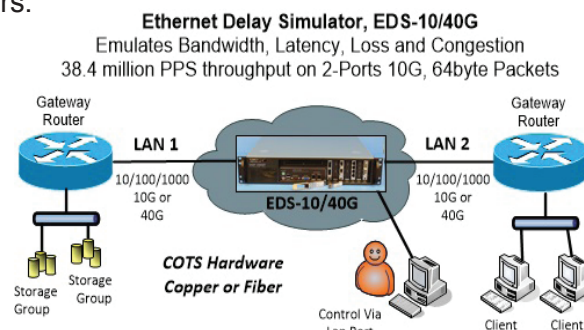 rs.
Ethernet Delay Simulator, EDS-10/40G
Emulates Bandwidth, Latency, Loss and Congestion
38.4 million PPS throughput on 2-Ports 10G, 64byte Packets
Gateway
Router
LAN 1
10/100/1000
10G or
40G
EDS-10/40G
LAN 2
10/100/1000
10G or
40G
Gateway
Router
Storage
Group
Storage
Group
COTS Hardware
Copper or Fiber
Control Via
Lan Port
Client
Client